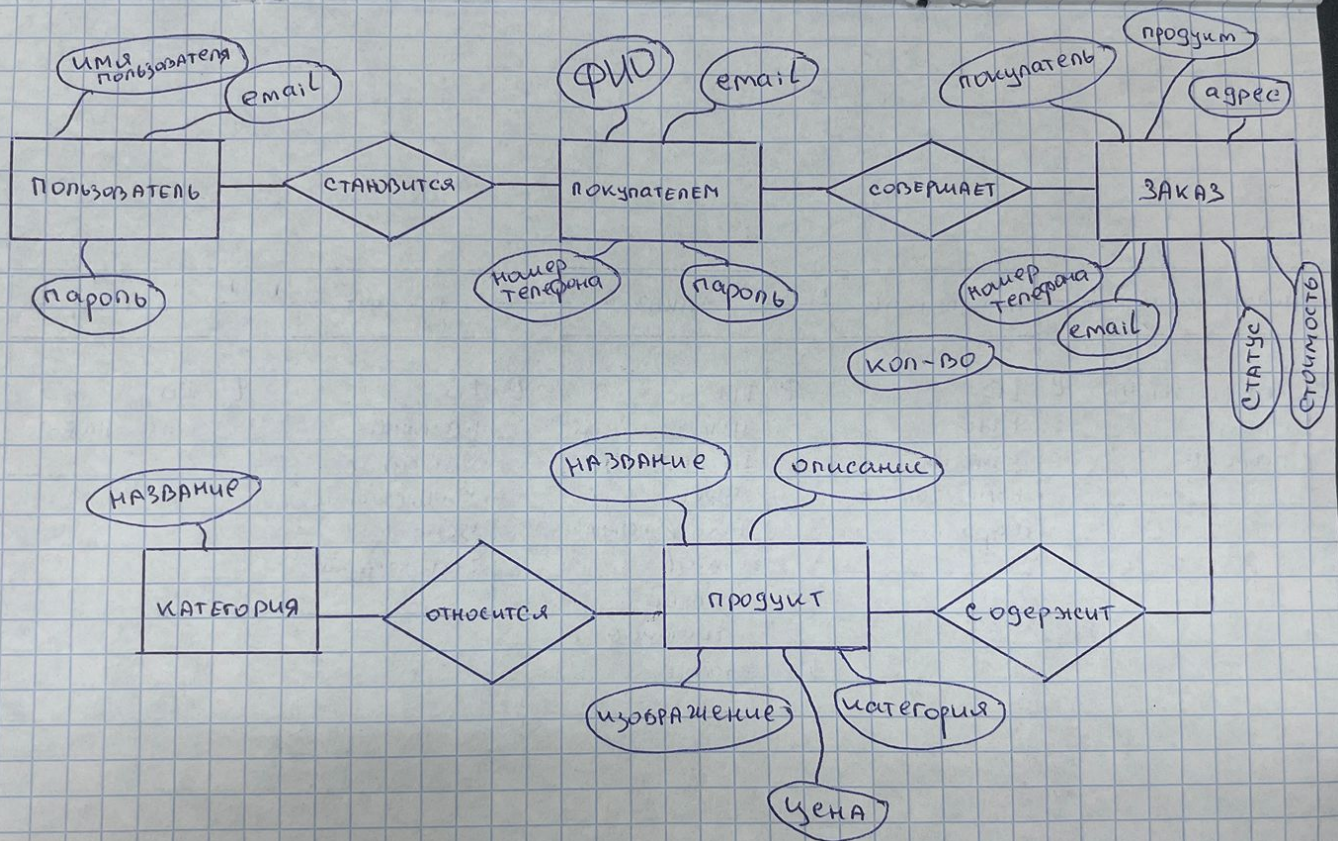 имя
пользователя
email
ФИО
email
покупатель
продукт
адрес
ПОЛЬЗОВАТЕЛЬ
СТАНОВИТСЯ
ПОКУПАТЕЛЕМ
СОВЕРШАЕТ
ЗАКАЗ
пароль
номер
телефона
пароль
номер
телефона
email
кол-во
статус
стоимость
НАЗВАНИЕ
НАЗВАНИЕ
описание
КАТЕГОРИЯ
ОТНОСИТСЯ
ПРОДУКТ
СОДЕРЖИТ
изображение
категория
цена